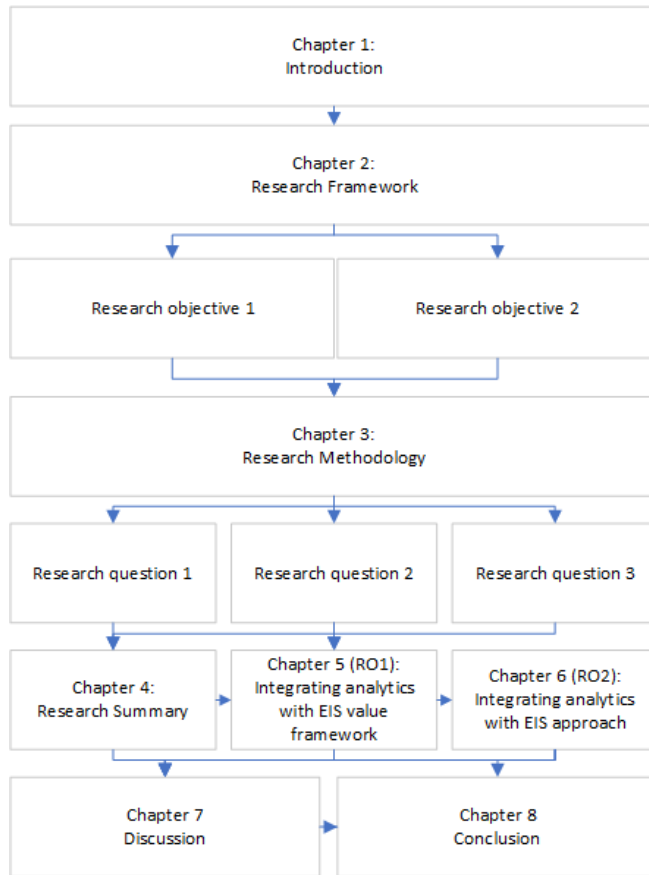 Chapter 1:
Introduction
Chapter 2:
Research Framework
Research objective 1
Research objective 2
Chapter 3:
Research Methodology
Research question 1
Research question 2
Research question 3
Chapter 4:
Research Summary
Chapter 5 (RO1):
Integrating analytics
with EIS value
framework
Chapter 6 (RO2):
Integrating analytics
with EIS approach
Chapter 7
Discussion
Chapter 8
Conclusion